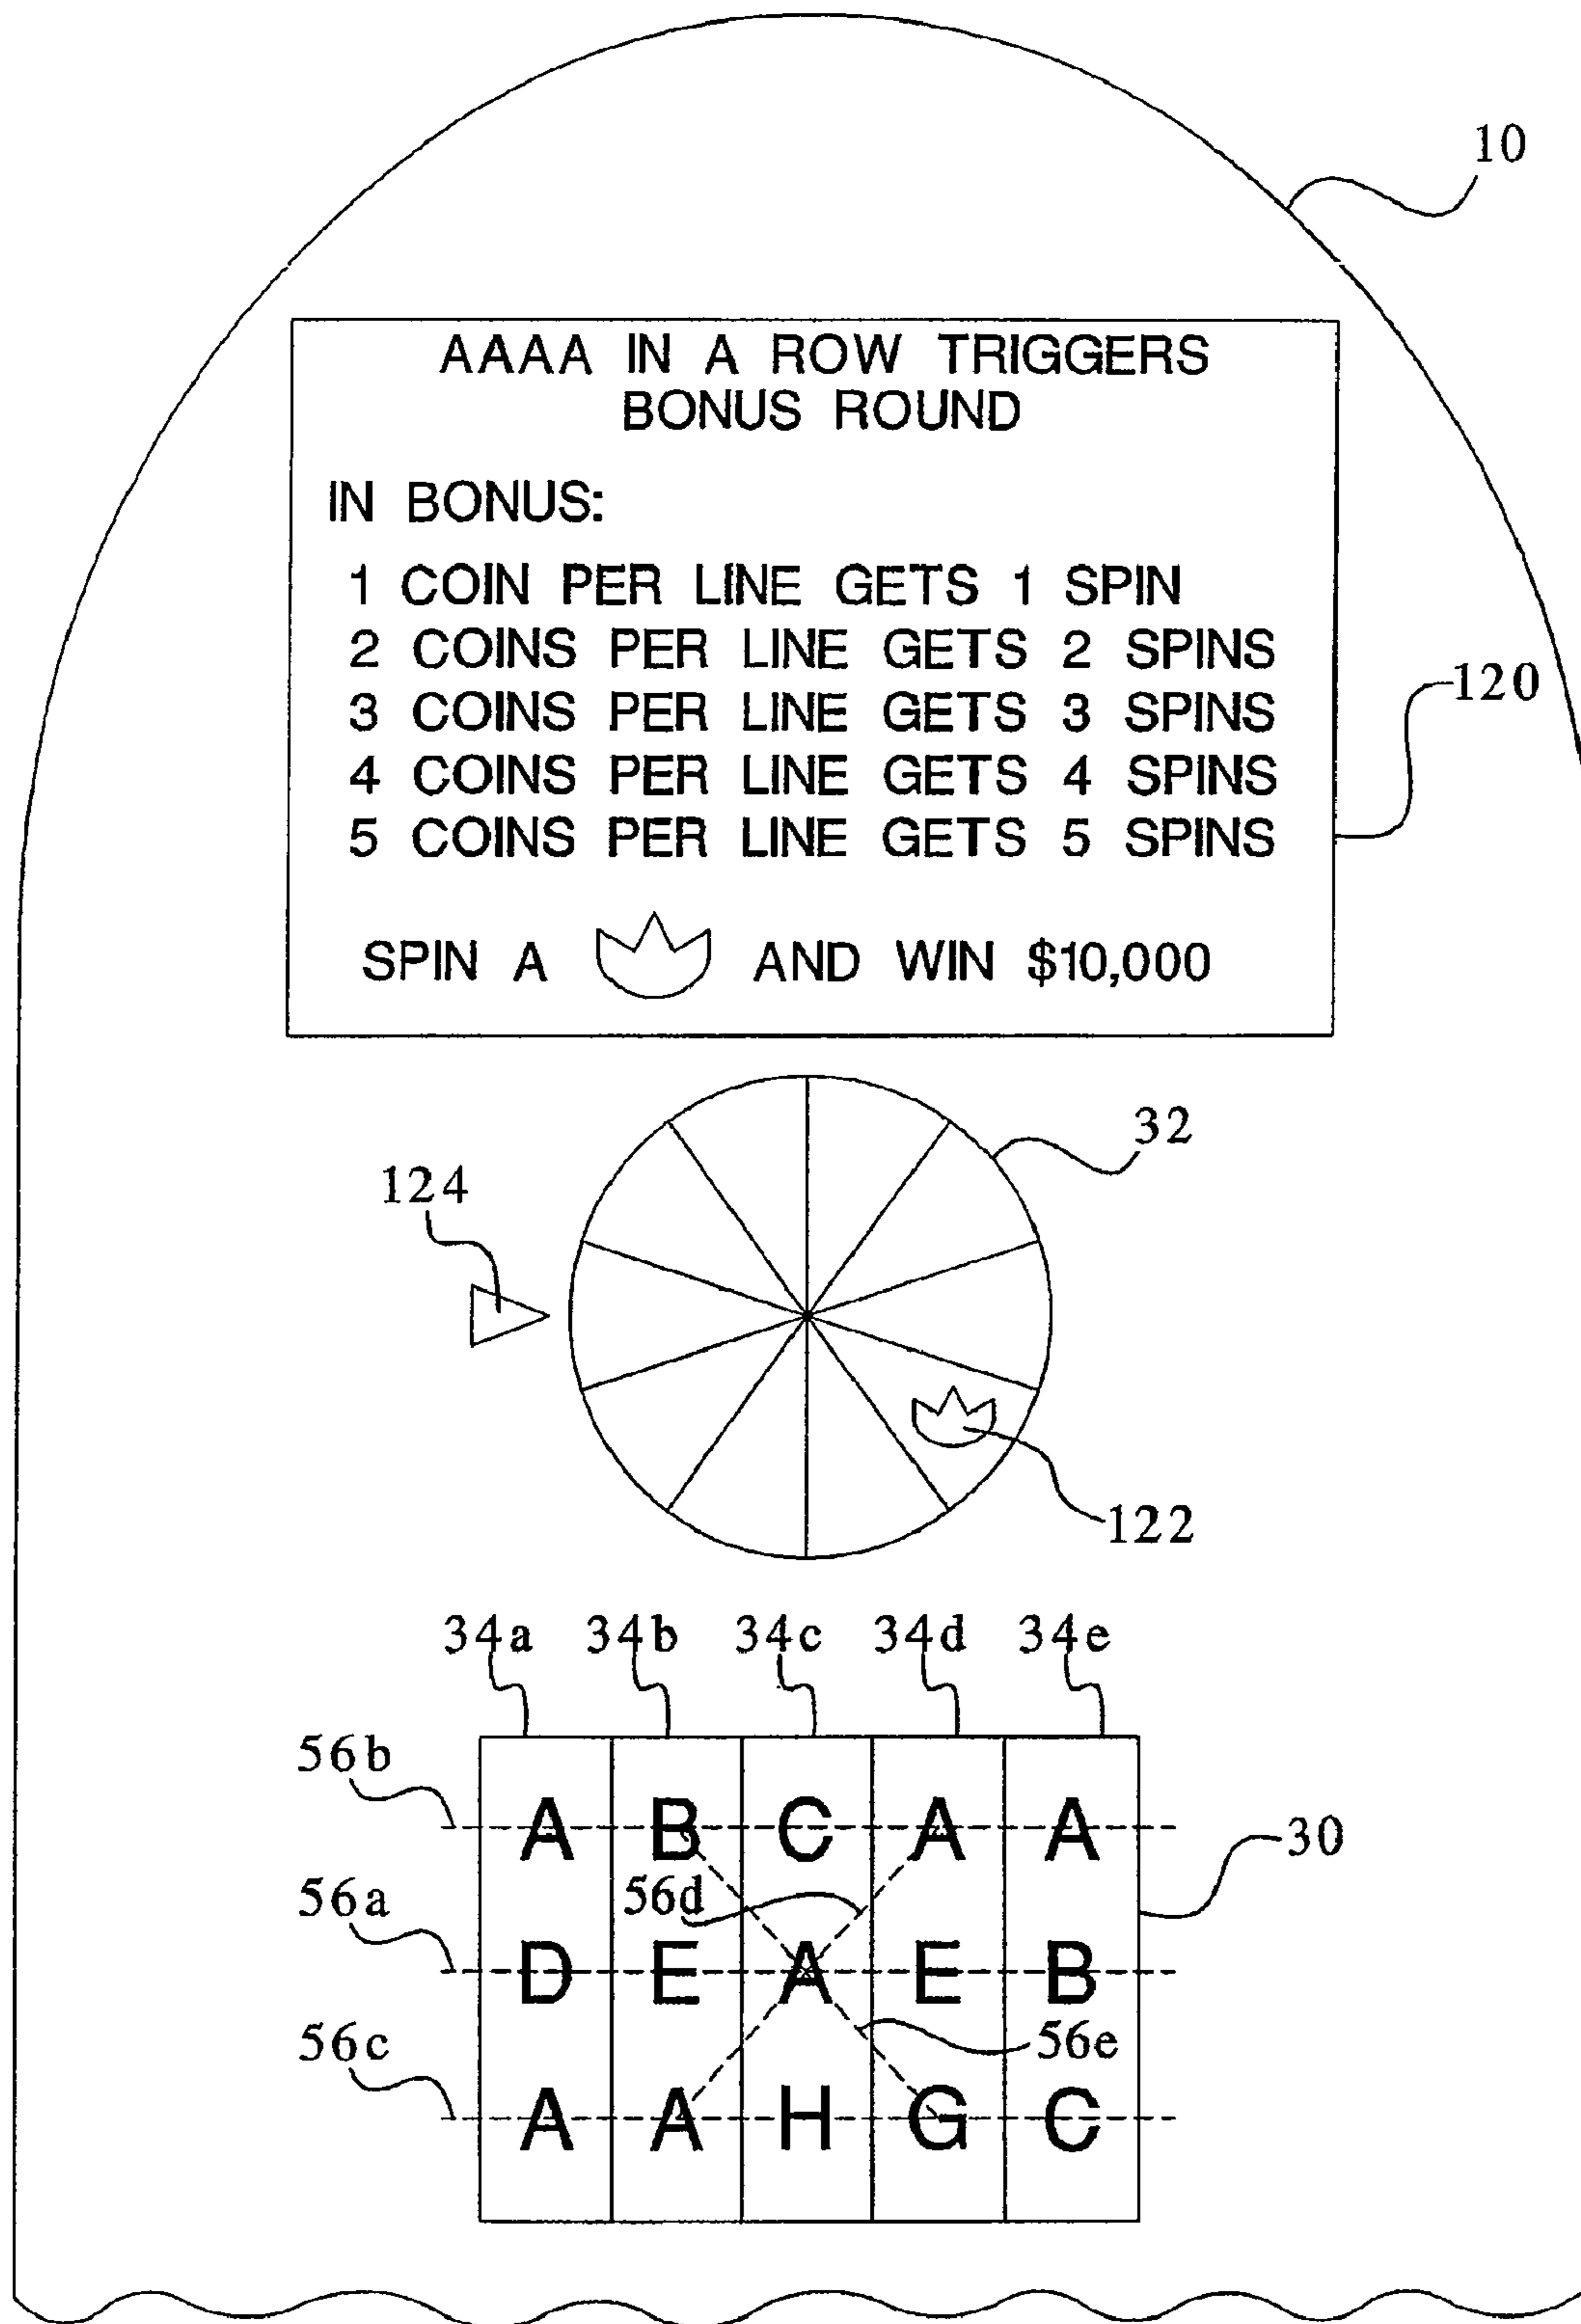 10
AAAA IN A ROW TRIGGERS
BONUS ROUND
IN BONUS:
1 COIN PER LINE GETS 1 SPIN
2 COINS PER LINE GETS 2 SPINS
3 COINS PER LINE GETS 3 SPINS
4 COINS PER LINE GETS 4 SPINS
5 COINS PER LINE GETS 5 SPINS
120
SPIN A AND WIN $10,000
32
124
122
34a 34b 34c 34d 34e
56b
A B C A A
30
56a
56d
D E A E B
56c
56e
A A H G C